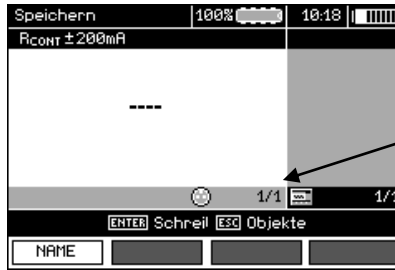 Speichern 100% 10:18
RCONT ±200mA
----
1/1 1/1
ENTER Schreil ESC Objekte
NAME